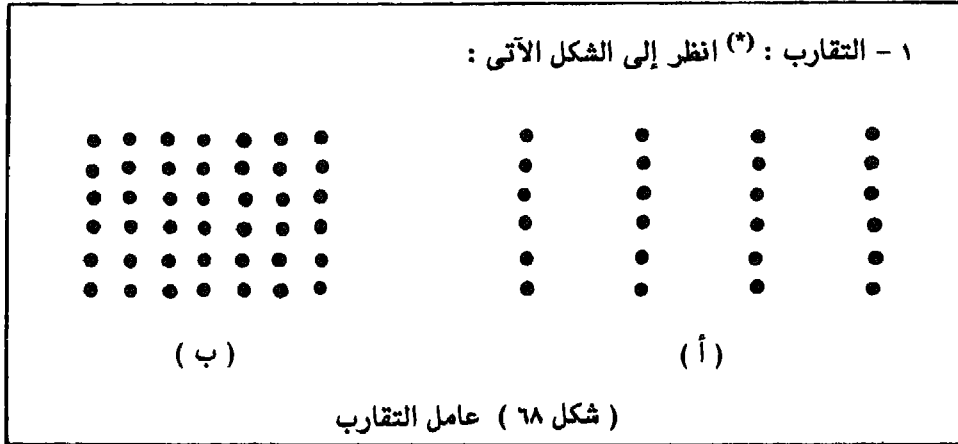 ١ – التقارب : (*) انظر إلى الشكل الآتى :
( أ )
( ب )
( شكل ٦٨ ) عامل التقارب